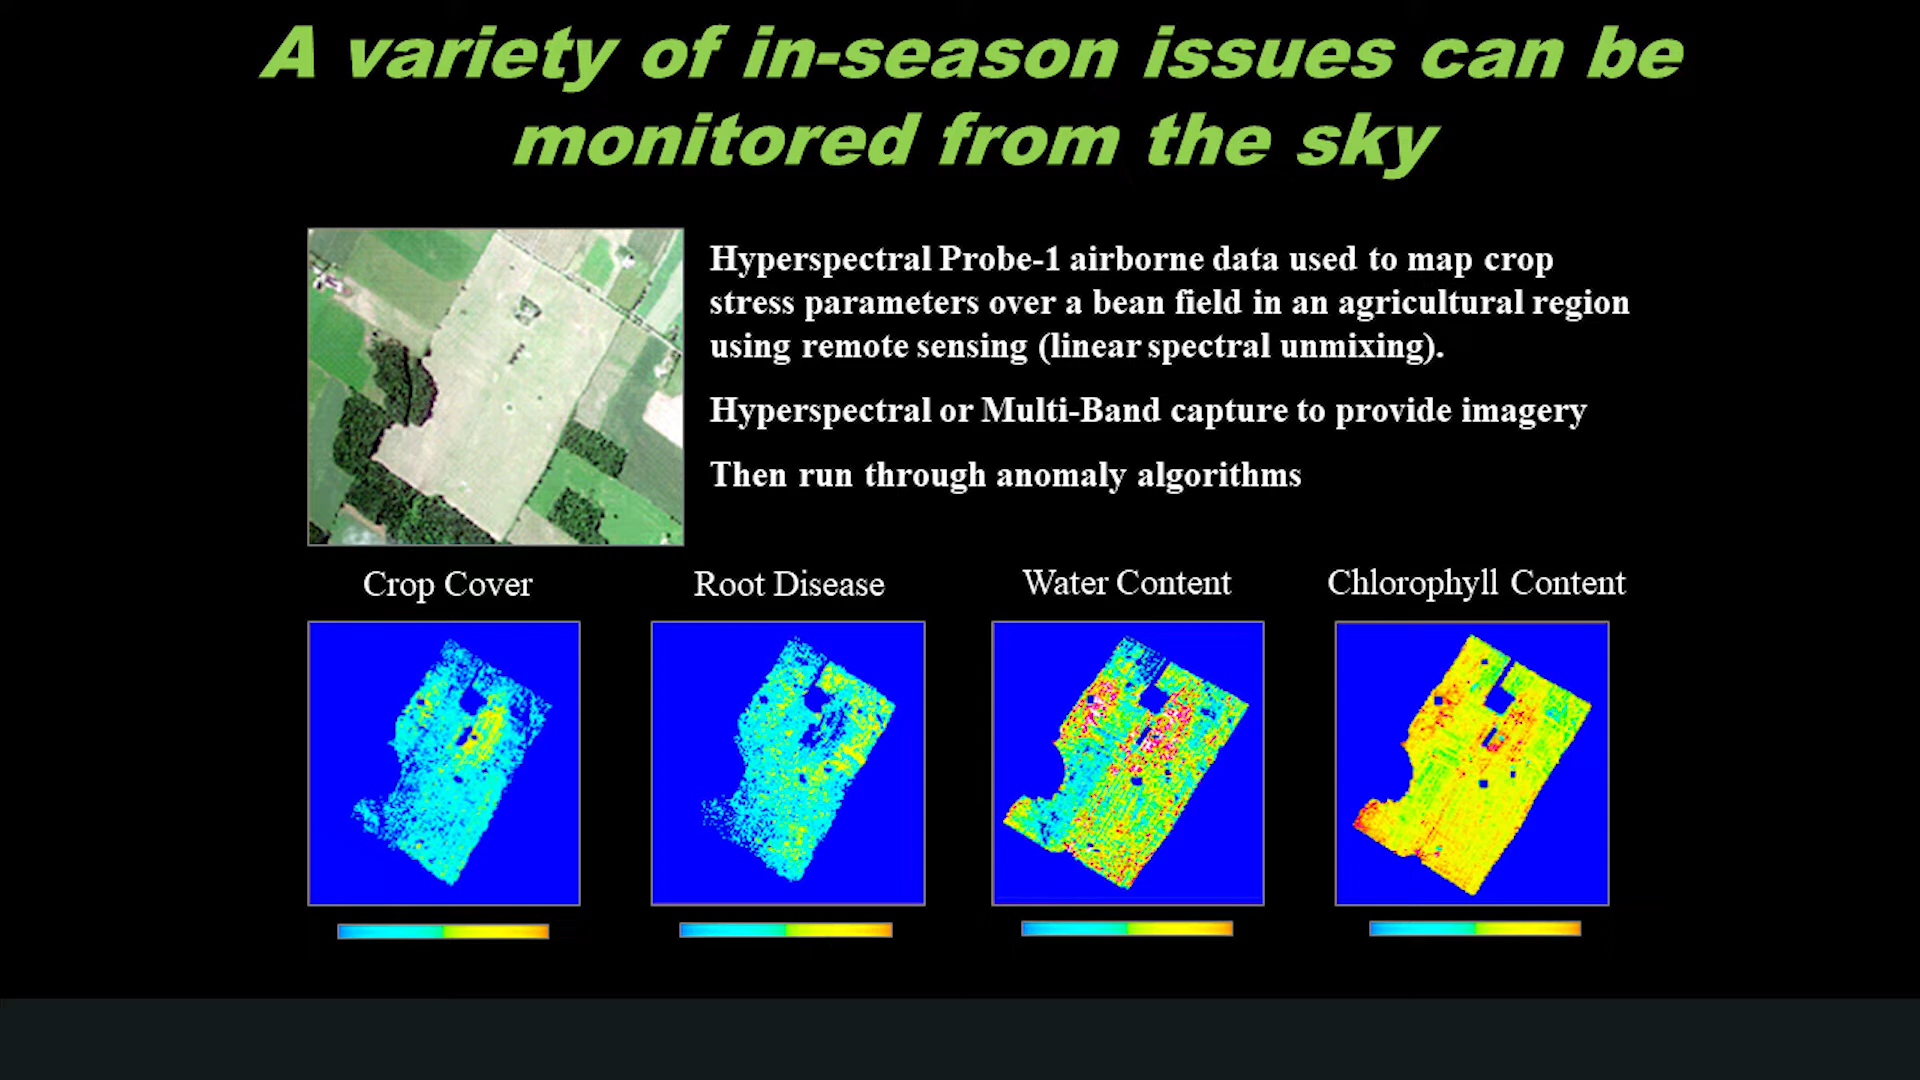 A variety of in-season issues can be
monitored from the sky
Hyperspectral Probe-1 airborne data used to map crop
stress parameters over a bean field in an agricultural region
using remote sensing (linear spectral unmixing).
Hyperspectral or Multi-Band capture to provide imagery
Then run through anomaly algorithms
Crop Cover
Root Disease
Water Content
Chlorophyll Content